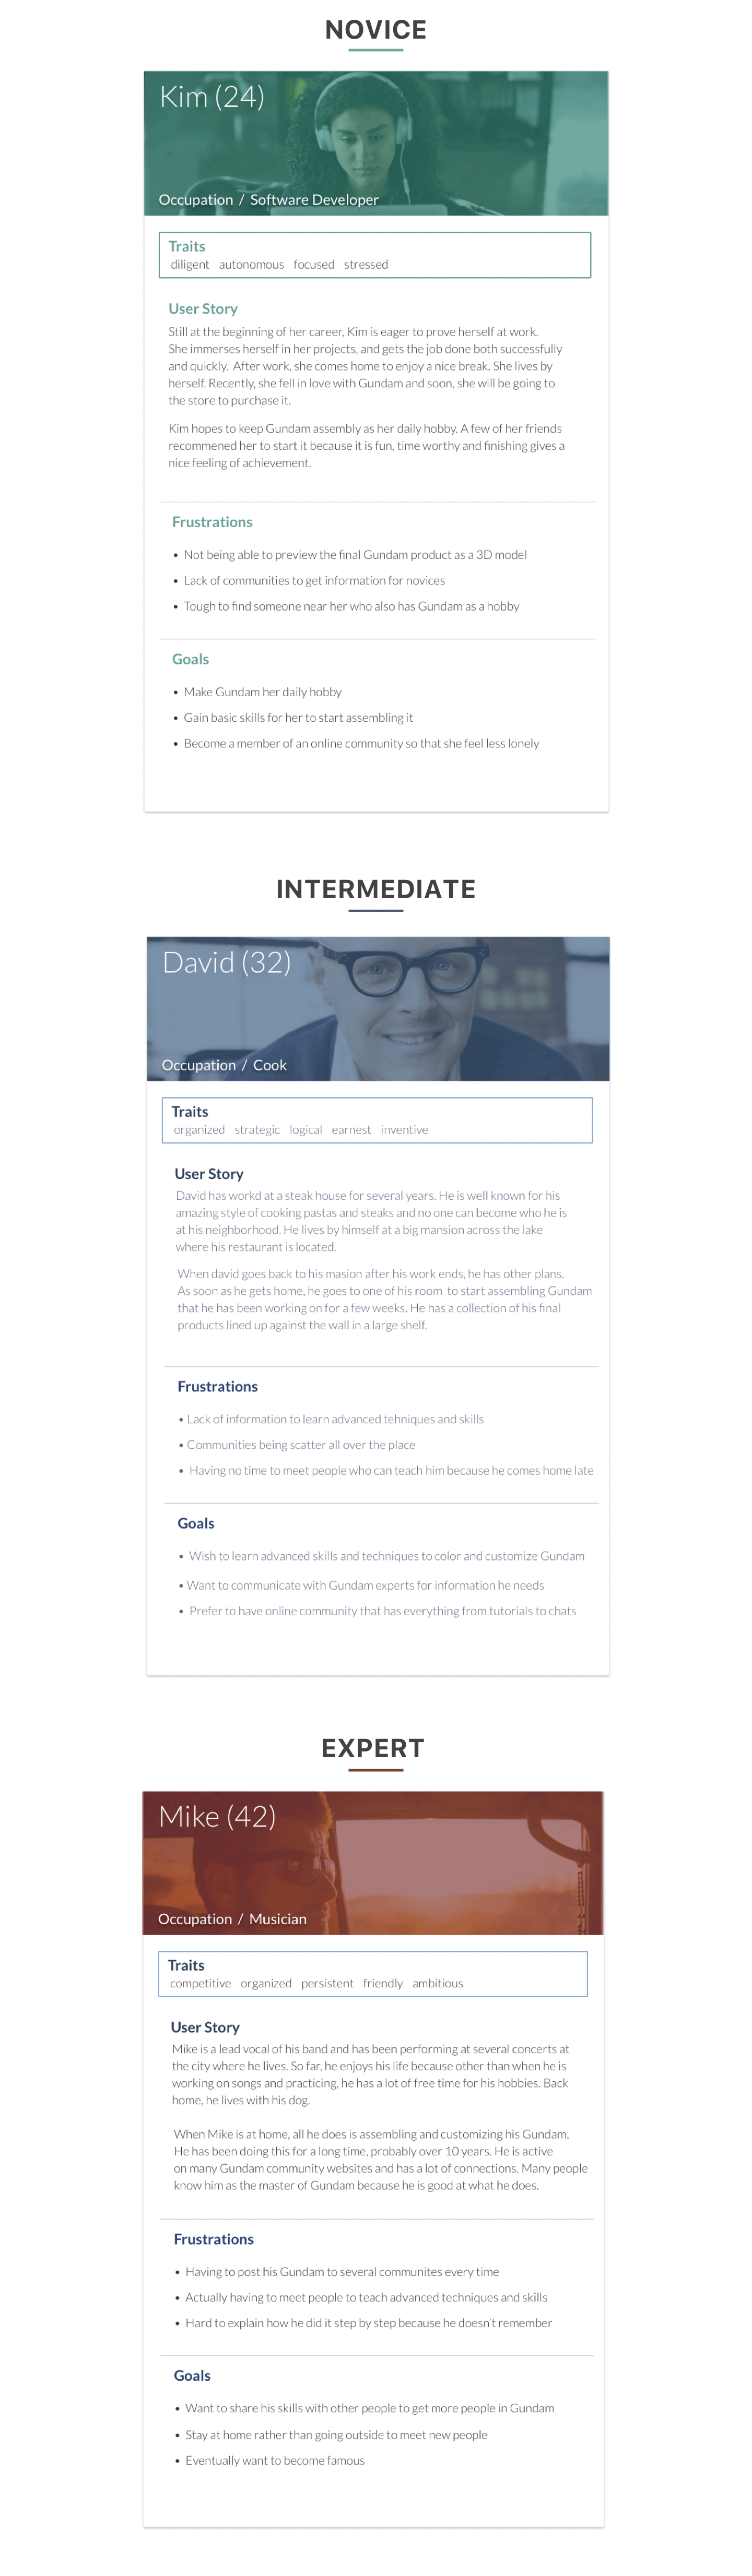 NOVICE
Kim (24)
Occupation / Software Developer
Traits
diligent autonomous focused stressed
User Story
Still at the beginning of her career, Kim is eager to prove herself at work.
She immerses herself in her projects, and gets the job done both successfully
and quickly. After work, she comes home to enjoy a nice break. She lives by
herself. Recently, she fell in love with Gundam and soon, she will be going to
the store to purchase it.
Kim hopes to keep Gundam assembly as her daily hobby. A few of her friends
recommened her to start it because it is fun, time worthy and finishing gives a
nice feeling of achievement.
Frustrations
• Not being able to preview the final Gundam product as a 3D model
• Lack of communities to get information for novices
• Tough to find someone near her who also has Gundam as a hobby
Goals
• Make Gundam her daily hobby
• Gain basic skills for her to start assembling it
• Become a member of an online community so that she feel less lonely
INTERMEDIATE
David (32)
Occupation / Cook
Traits
organized strategic logical earnest inventive
User Story
David has workd at a steak house for several years. He is well known for his
amazing style of cooking pastas and steaks and no one can become who he is
at his neighborhood. He lives by himself at a big mansion across the lake
where his restaurant is located.
When david goes back to his masion after his work ends, he has other plans.
As soon as he gets home, he goes to one of his room to start assembling Gundam
that he has been working on for a few weeks. He has a collection of his final
products lined up against the wall in a large shelf.
Frustrations
• Lack of information to learn advanced tehniques and skills
• Communities being scatter all over the place
• Having no time to meet people who can teach him because he comes home late
Goals
• Wish to learn advanced skills and techniques to color and customize Gundam
• Want to communicate with Gundam experts for information he needs
• Prefer to have online community that has everything from tutorials to chats
EXPERT
Mike (42)
Occupation / Musician
Traits
competitive organized persistent friendly ambitious
User Story
Mike is a lead vocal of his band and has been performing at several concerts at
the city where he lives. So far, he enjoys his life because other than when he is
working on songs and practicing, he has a lot of free time for his hobbies. Back
home, he lives with his dog.
When Mike is at home, all he does is assembling and customizing his Gundam.
He has been doing this for a long time, probably over 10 years. He is active
on many Gundam community websites and has a lot of connections. Many people
know him as the master of Gundam because he is good at what he does.
Frustrations
• Having to post his Gundam to several communites every time
• Actually having to meet people to teach advanced techniques and skills
• Hard to explain how he did it step by step because he doesn't remember
Goals
• Want to share his skills with other people to get more people in Gundam
• Stay at home rather than going outside to meet new people
• Eventually want to become famous